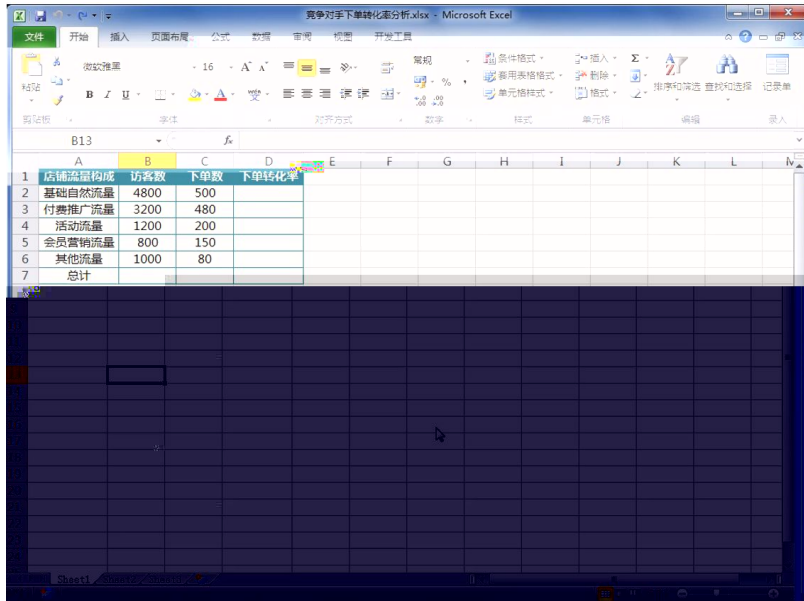 竞争对手下单转化率分析.xlsx - Microsoft Excel
文件 开始 插入 页面布局 公式 数据 审阅 视图 开发工具
微软雅黑 16 常规 条件格式 插入 Σ
粘贴 套用表格格式 删除 排序和筛选 查找和选择 记录单
B I U % 单元格样式 格式
剪贴板 字体 对齐方式 数字 样式 单元格 编辑 录入
B13 fx
A B C D E F G H I J K L
1 店铺流量构成 访客数 下单数 下单转化率
2 基础自然流量 4800 500
3 付费推广流量 3200 480
4 活动流量 1200 200
5 会员营销流量 800 150
6 其他流量 1000 80
7 总计
Sheet1